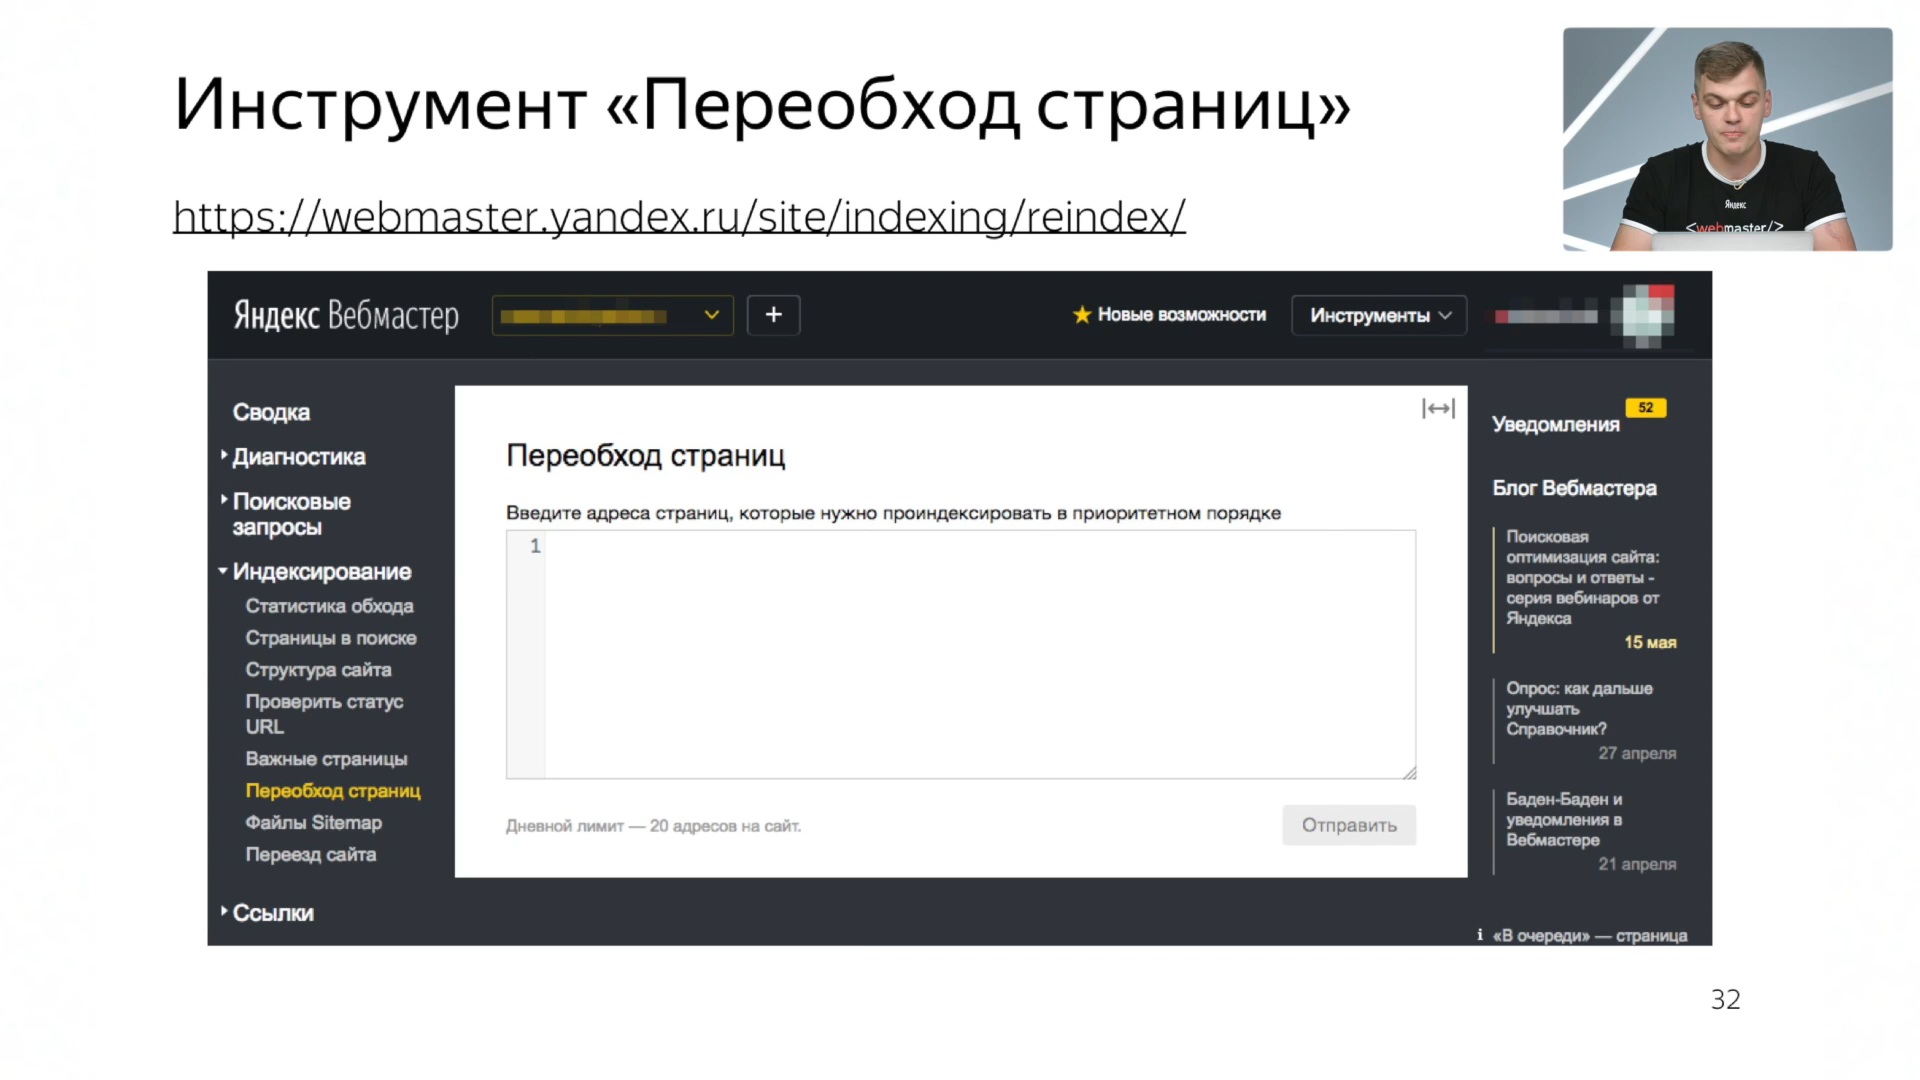 Инструмент «Переобход страниц»
https://webmaster.yandex.ru/site/indexing/reindex/
Яндекс
<webmaster/>
Яндекс Вебмастер
+
Новые возможности
Инструменты
Сводка
Диагностика
Поисковые
запросы
Индексирование
Статистика обхода
Страницы в поиске
Структура сайта
Проверить статус
URL
Важные страницы
Переобход страниц
Файлы Sitemap
Переезд сайта
Ссылки
Переобход страниц
Введите адреса страниц, которые нужно проиндексировать в приоритетном порядке
1
Дневной лимит — 20 адресов на сайт.
Отправить
Уведомления
52
Блог Вебмастера
Поисковая
оптимизация сайта:
вопросы и ответы -
серия вебинаров от
Яндекса
15 мая
Опрос: как дальше
улучшать
Справочник?
27 апреля
Баден-Баден и
уведомления в
Вебмастере
21 апреля
i «В очереди» — страница
32